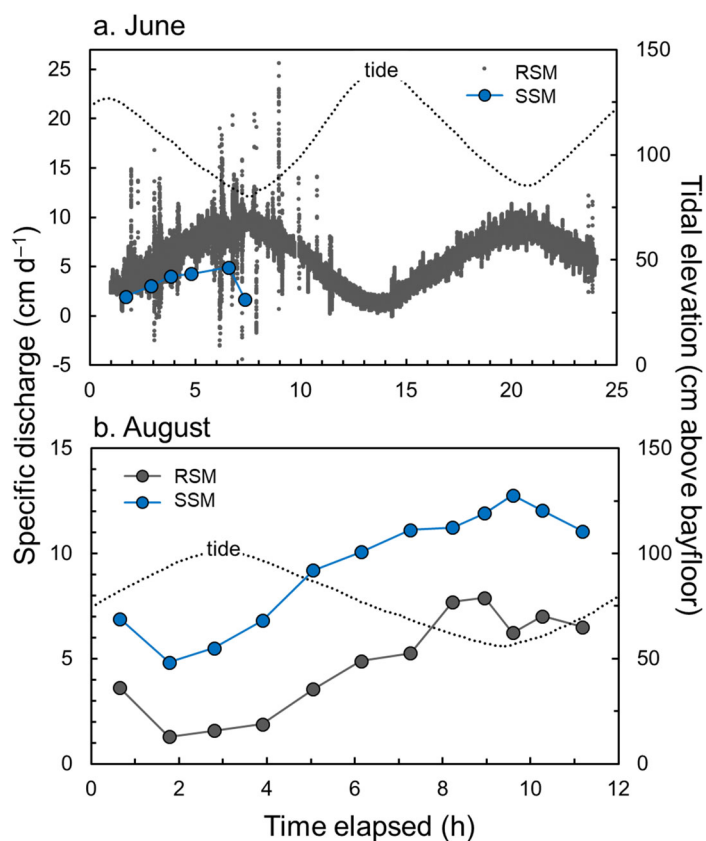 a. June
150
25
tide
RSM
SSM
20
15
100
10
5
50
0
-5
0
0
5
10
15
20
25
Specific discharge (cm d⁻¹)
Tidal elevation (cm above bayfloor)
b. August
15
150
RSM
SSM
tide
10
100
5
50
0
0
0
2
4
6
8
10
12
Time elapsed (h)